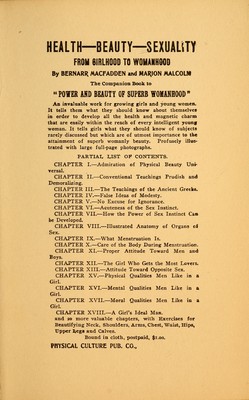 HEALTH—BEAUTY—SEXUALITY
FROM GIRLHOOD TO WOMANHOOD
By BERNARR MACFADDEN and MARION MALCOLM
The Companion Book to
"POWER AND BEAUTY OF SUPERB WOMANHOOD"
An invaluable work for growing girls and young women.
It tells them what they should know about themselves
in order to develop all the health and magnetic charm
that are easily within the reach of every intelligent young
woman. It tells girls what they should know of subjects
rarely discussed but which are of utmost importance to the
attainment of superb womanly beauty. Profusely illus-
trated with large full-page photographs.
PARTIAL LIST OF CONTENTS.
CHAPTER I.—Admiration of Physical Beauty Uni-
versal.
CHAPTER II.—Conventional Teachings Prudish and
Demoralizing.
CHAPTER III.—The Teachings of the Ancient Greeks.
CHAPTER IV.—False Ideas of Modesty.
CHAPTER V.—No Excuse for Ignorance.
CHAPTER VI.—Aesteress of the Sex Instinct.
CHAPTER VII.—How the Power of Sex Instinct Can
be Developed.
CHAPTER VIII.—Illustrated Anatomy of Organs of
Sex.
CHAPTER IX.—What Menstruation Is.
CHAPTER X.—Care of the Body During Menstruation.
CHAPTER XI.—Proper Attitude Toward Men and
Boys.
CHAPTER XII.—The Girl Who Gets the Most Lovers.
CHAPTER XIII.—Attitude Toward Opposite Sex.
CHAPTER XV.—Physical Qualities Men Like in a
Girl.
CHAPTER XVI.—Mental Qualities Men Like in a
Girl.
CHAPTER XVII.—Moral Qualities Men Like in a
Girl.
CHAPTER XVIII.—A Girl's Ideal Man.
and 10 more valuable chapters, with Exercises for
Beautifying Neck, Shoulders, Arms, Chest, Waist, Hips,
Upper Legs and Calves.
Bound in cloth, postpaid, $1.00.
PHYSICAL CULTURE PUB. CO.,